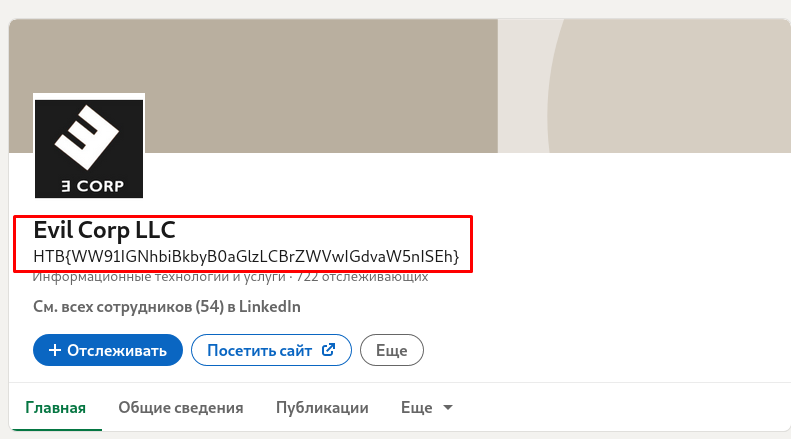 Ǝ CORP
Evil Corp LLC
HTB{WW91IGNhbiBkbyB0aGlzLCBrZWVwIGdvaW5nISEh}
Информационные технологии и услуги · 722 отслеживающих
См. всех сотрудников (54) в LinkedIn
+ Отслеживать Посетить сайт Еще
Главная Общие сведения Публикации Еще